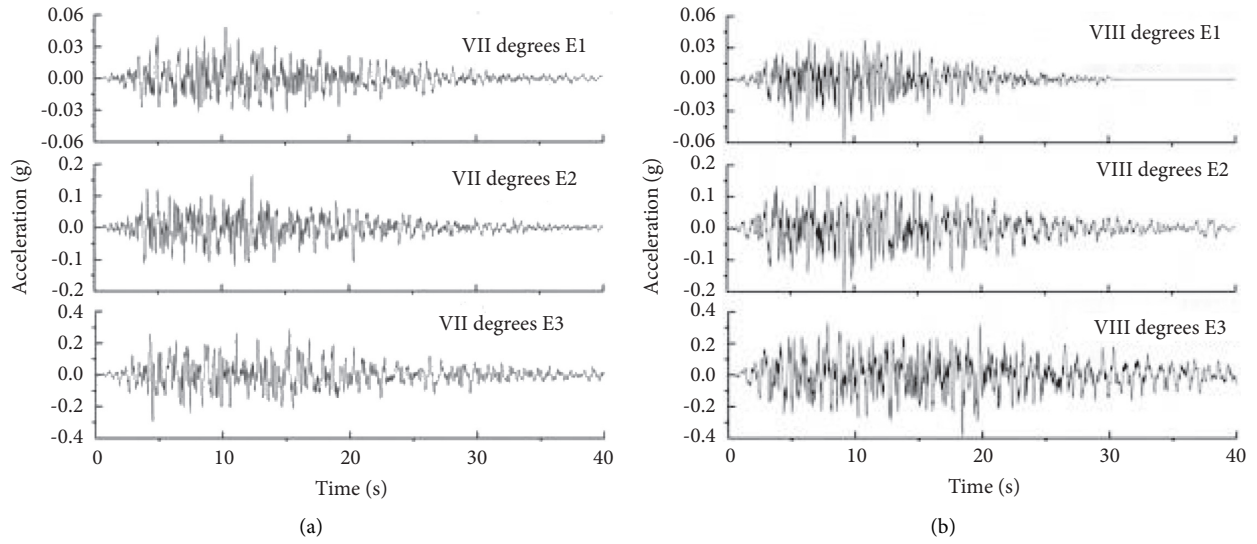 0.06
0.03
0.00
-0.03
-0.06
VII degrees E1
0.2
0.1
0.0
-0.1
-0.2
VII degrees E2
0.4
0.2
0.0
-0.2
-0.4
VII degrees E3
Acceleration (g)
0 10 20 30 40
Time (s)
(a)
0.06
0.03
0.00
-0.03
-0.06
VIII degrees E1
0.2
0.1
0.0
-0.1
-0.2
VIII degrees E2
0.4
0.2
0.0
-0.2
-0.4
VIII degrees E3
Acceleration (g)
0 10 20 30 40
Time (s)
(b)